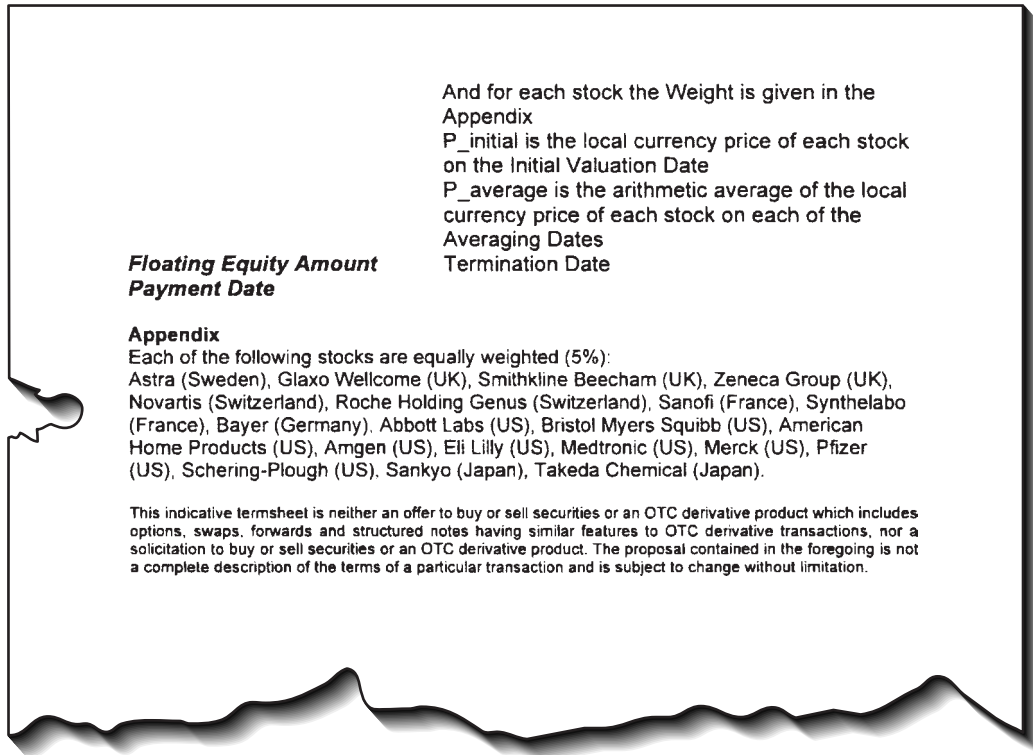 And for each stock the Weight is given in the
Appendix
P_initial is the local currency price of each stock
on the Initial Valuation Date
P_average is the arithmetic average of the local
currency price of each stock on each of the
Averaging Dates
Floating Equity Amount Termination Date
Payment Date
Appendix
Each of the following stocks are equally weighted (5%):
Astra (Sweden), Glaxo Wellcome (UK), Smithkline Beecham (UK), Zeneca Group (UK),
Novartis (Switzerland), Roche Holding Genus (Switzerland), Sanofi (France), Synthelabo
(France), Bayer (Germany), Abbott Labs (US), Bristol Myers Squibb (US), American
Home Products (US), Amgen (US), Eli Lilly (US), Medtronic (US), Merck (US), Pfizer
(US), Schering-Plough (US), Sankyo (Japan), Takeda Chemical (Japan).
This indicative termsheet is neither an offer to buy or sell securities or an OTC derivative product which includes
options, swaps, forwards and structured notes having similar features to OTC derivative transactions, nor a
solicitation to buy or sell securities or an OTC derivative product. The proposal contained in the foregoing is not
a complete description of the terms of a particular transaction and is subject to change without limitation.